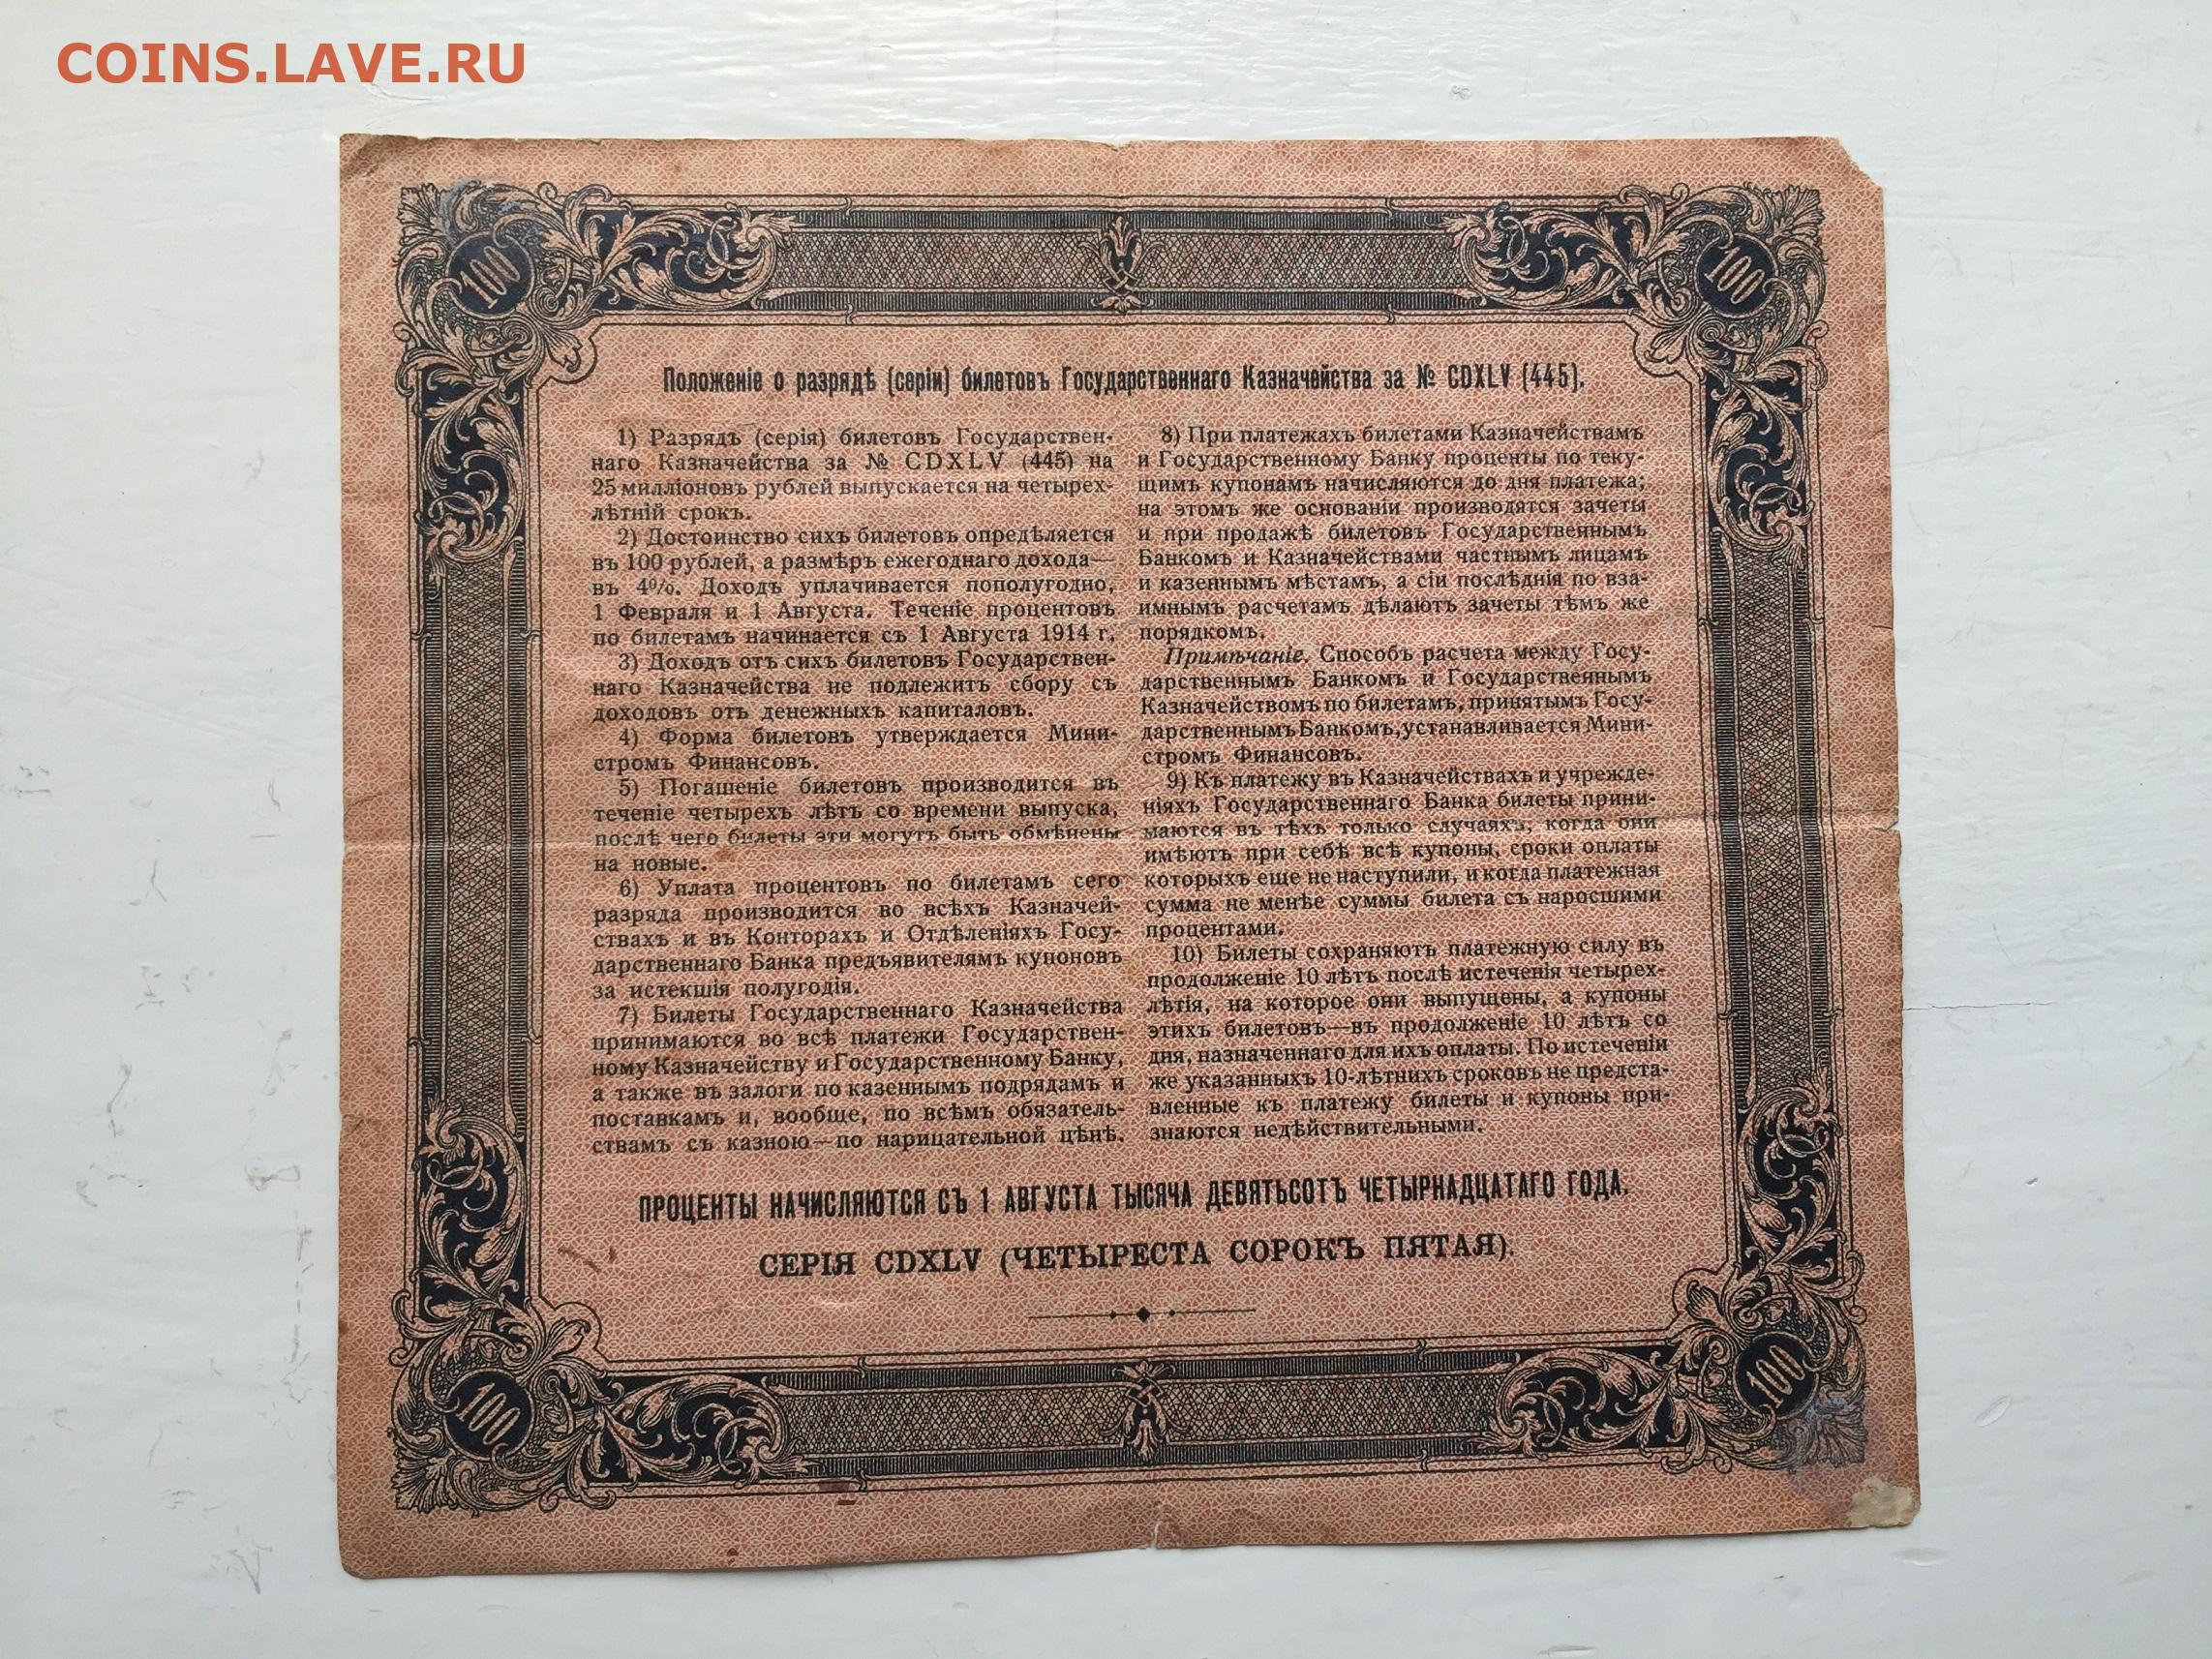 COINS.LAVE.RU
100
100
Положеніе о разрядѣ (серіи) билетовъ Государственнаго Казначейства за № CDXLV (445).
1) Разрядъ (серія) билетовъ Государствен-
наго Казначейства за № CDXLV (445) на
25 милліоновъ рублей выпускается на четырех-
лѣтній срокъ.
2) Достоинство сихъ билетовъ опредѣляется
въ 100 рублей, а размѣръ ежегоднаго дохода—
въ 4%. Доходъ уплачивается пополугодно,
1 Февраля и 1 Августа. Теченіе процентовъ
по билетамъ начинается съ 1 Августа 1914 г.
3) Доходъ отъ сихъ билетовъ Государствен-
наго Казначейства не подлежитъ сбору съ
доходовъ отъ денежныхъ капиталовъ.
4) Форма билетовъ утверждается Мини-
стромъ Финансовъ.
5) Погашеніе билетовъ производится въ
теченіе четырехъ лѣтъ со времени выпуска,
послѣ чего билеты эти могутъ быть обмѣнены
на новые.
6) Уплата процентовъ по билетамъ сего
разряда производится во всѣхъ Казначей-
ствахъ и въ Конторахъ и Отдѣленіяхъ Госу-
дарственнаго Банка предъявителямъ купоновъ
за истекшія полугодія.
7) Билеты Государственнаго Казначейства
принимаются во всѣ платежи Государствен-
ному Казначейству и Государственному Банку,
а также въ залоги по казеннымъ подрядамъ и
поставкамъ и, вообще, по всѣмъ обязатель-
ствамъ съ казною—по нарицательной цѣнѣ.
8) При платежахъ билетами Казначействамъ
и Государственному Банку проценты по теку-
щимъ купонамъ начисляются до дня платежа;
на этомъ же основаніи производятся зачеты
и при продажѣ билетовъ Государственнымъ
Банкомъ и Казначействами частнымъ лицамъ
и казеннымъ мѣстамъ, а сіи послѣднія по вза-
имнымъ расчетамъ дѣлаютъ зачеты тѣмъ же
порядкомъ.
Примѣчаніе. Способъ расчета между Госу-
дарственнымъ Банкомъ и Государственнымъ
Казначействомъ по билетамъ, принятымъ Госу-
дарственнымъ Банкомъ, устанавливается Мини-
стромъ Финансовъ.
9) Къ платежу въ Казначействахъ и учрежде-
ніяхъ Государственнаго Банка билеты прини-
маются въ тѣхъ только случаяхъ, когда они
имѣютъ при себѣ всѣ купоны, сроки оплаты
которыхъ еще не наступили, и когда платежная
сумма не менѣе суммы билета съ наросшими
процентами.
10) Билеты сохраняютъ платежную силу въ
продолженіе 10 лѣтъ послѣ истеченія четырех-
лѣтія, на которое они выпущены, а купоны
этихъ билетовъ—въ продолженіе 10 лѣтъ со
дня, назначеннаго для ихъ оплаты. По истеченіи
же указанныхъ 10-лѣтнихъ сроковъ не предста-
вленные къ платежу билеты и купоны при-
знаются недѣйствительными.
ПРОЦЕНТЫ НАЧИСЛЯЮТСЯ СЪ 1 АВГУСТА ТЫСЯЧА ДЕВЯТЬСОТЪ ЧЕТЫРНАДЦАТАГО ГОДА.
СЕРІЯ CDXLV (ЧЕТЫРЕСТА СОРОКЪ ПЯТАЯ).
100
100